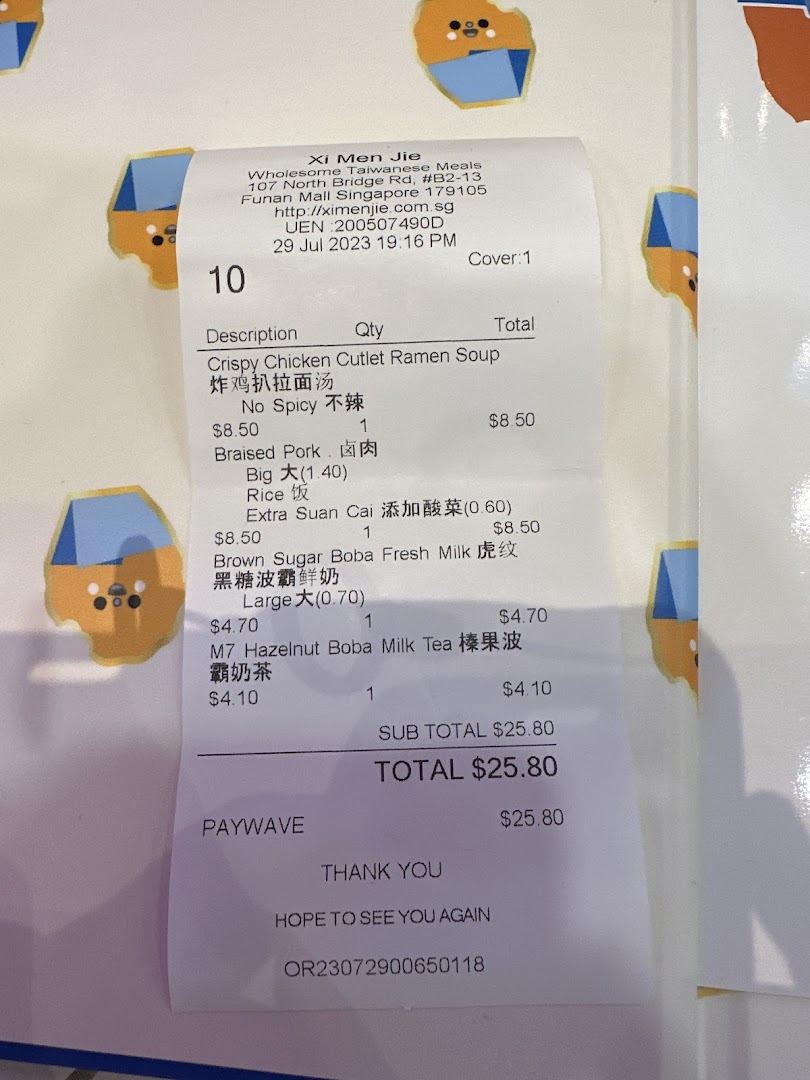 Xi Men Jie
Wholesome Taiwanese Meals
107 North Bridge Rd, #B2-13
Funan Mall Singapore 179105
http://ximenjie.com.sg
UEN :200507490D
29 Jul 2023 19:16 PM
Cover:1
10
Description Qty Total
Crispy Chicken Cutlet Ramen Soup
炸鸡扒拉面汤
No Spicy 不辣
$8.50 1 $8.50
Braised Pork . 卤肉
Big 大(1.40)
Rice 饭
Extra Suan Cai 添加酸菜(0.60)
$8.50 1 $8.50
Brown Sugar Boba Fresh Milk 虎纹
黑糖波霸鲜奶
Large大(0.70)
$4.70 1 $4.70
M7 Hazelnut Boba Milk Tea 榛果波
霸奶茶
$4.10 1 $4.10
SUB TOTAL $25.80
TOTAL $25.80
PAYWAVE $25.80
THANK YOU
HOPE TO SEE YOU AGAIN
OR23072900650118